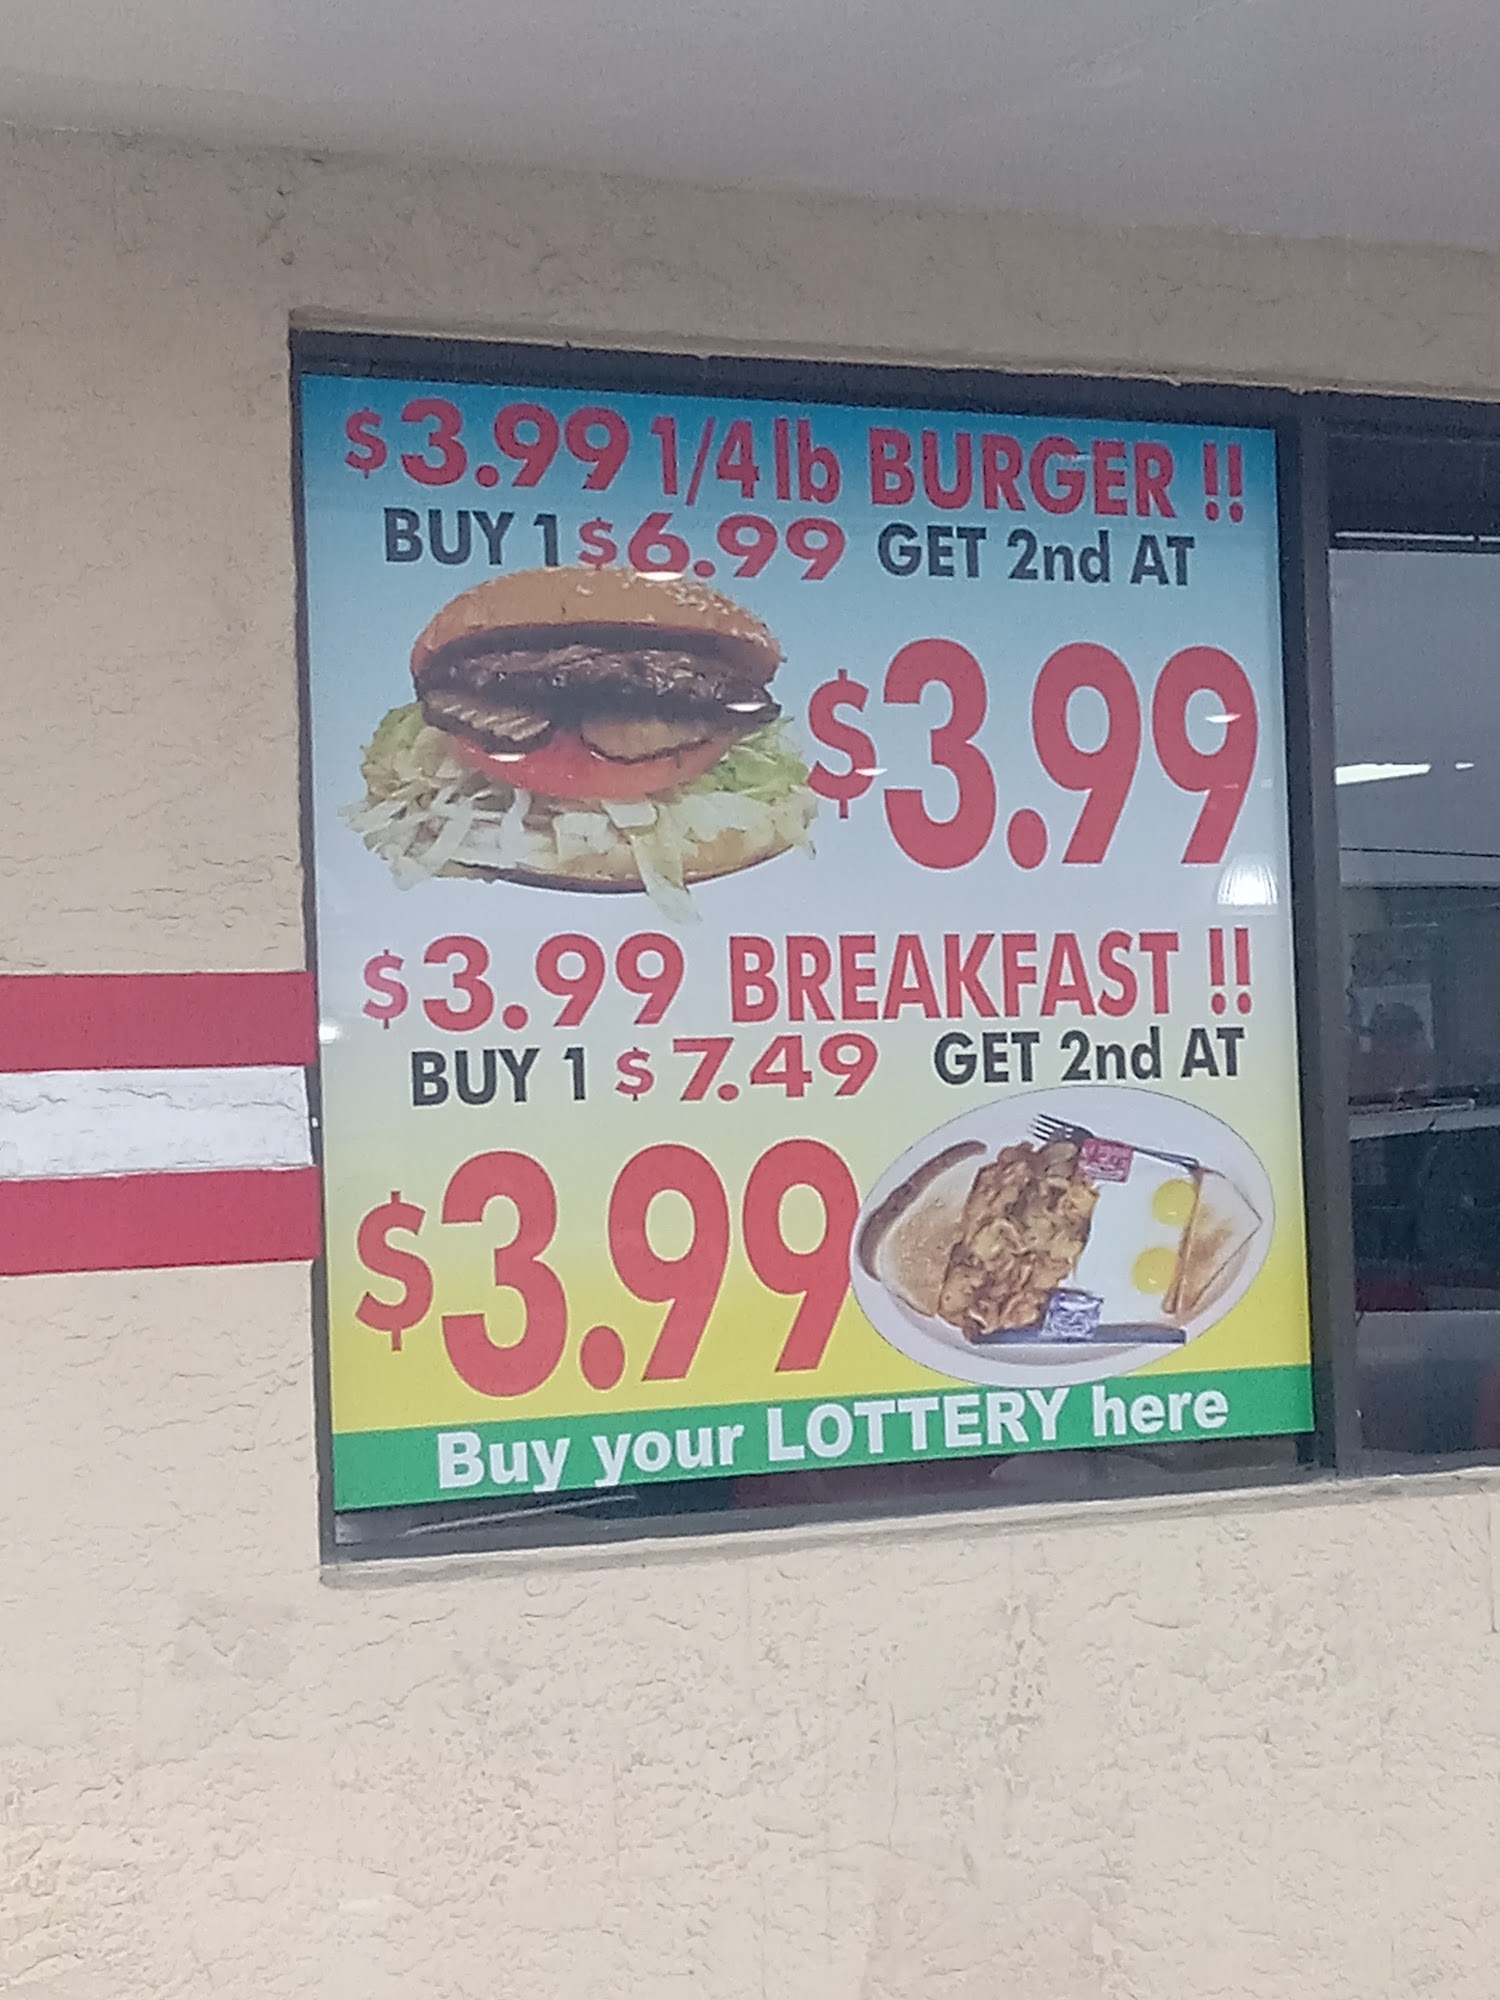 $3.99 1/4 lb BURGER !!
BUY 1 $6.99 GET 2nd AT
$3.99
$3.99 BREAKFAST !!
BUY 1 $7.49 GET 2nd AT
$3.99
Buy your LOTTERY here